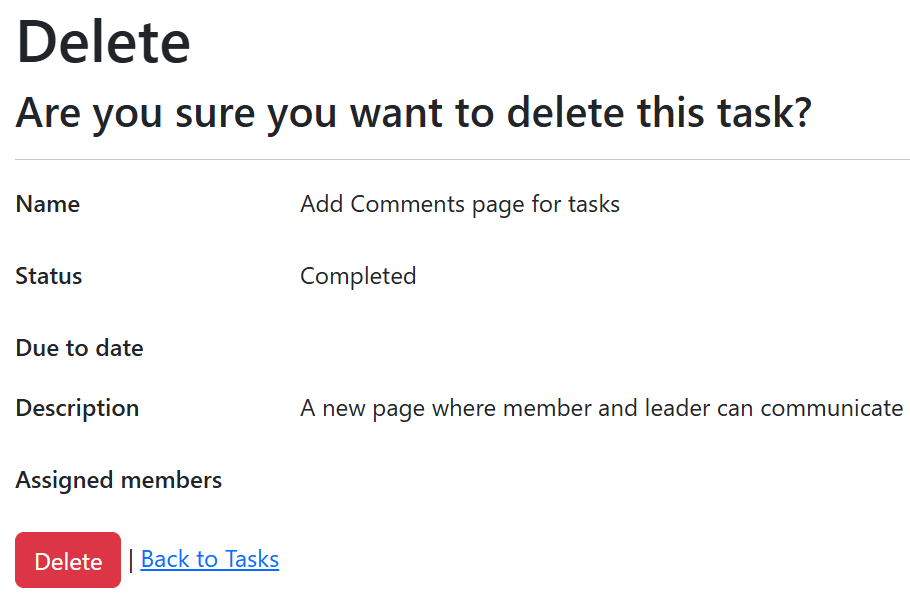 Delete
Are you sure you want to delete this task?
Name Add Comments page for tasks
Status Completed
Due to date
Description A new page where member and leader can communicate
Assigned members
Delete | Back to Tasks